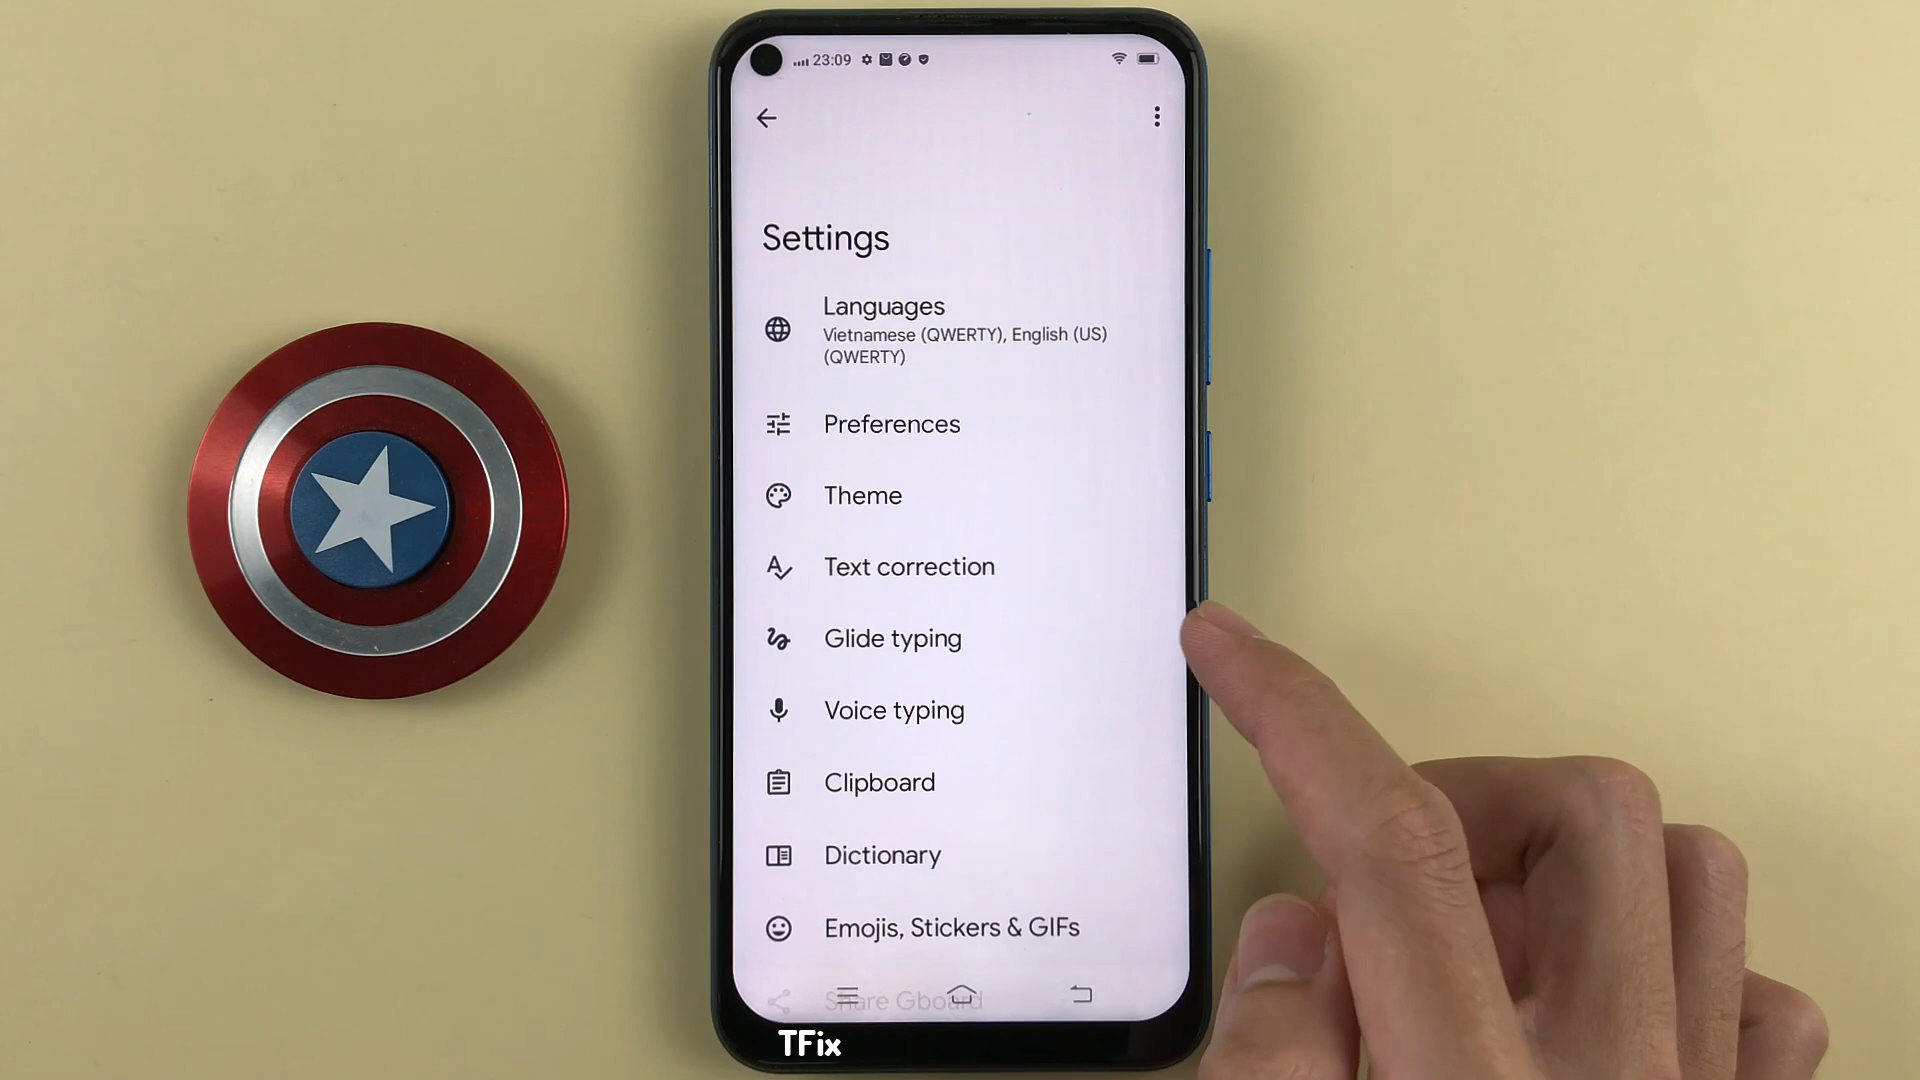 23:09
Settings
Languages
Vietnamese (QWERTY), English (US)
(QWERTY)
Preferences
Theme
Text correction
Glide typing
Voice typing
Clipboard
Dictionary
Emojis, Stickers & GIFs
Share Gboard
TFix